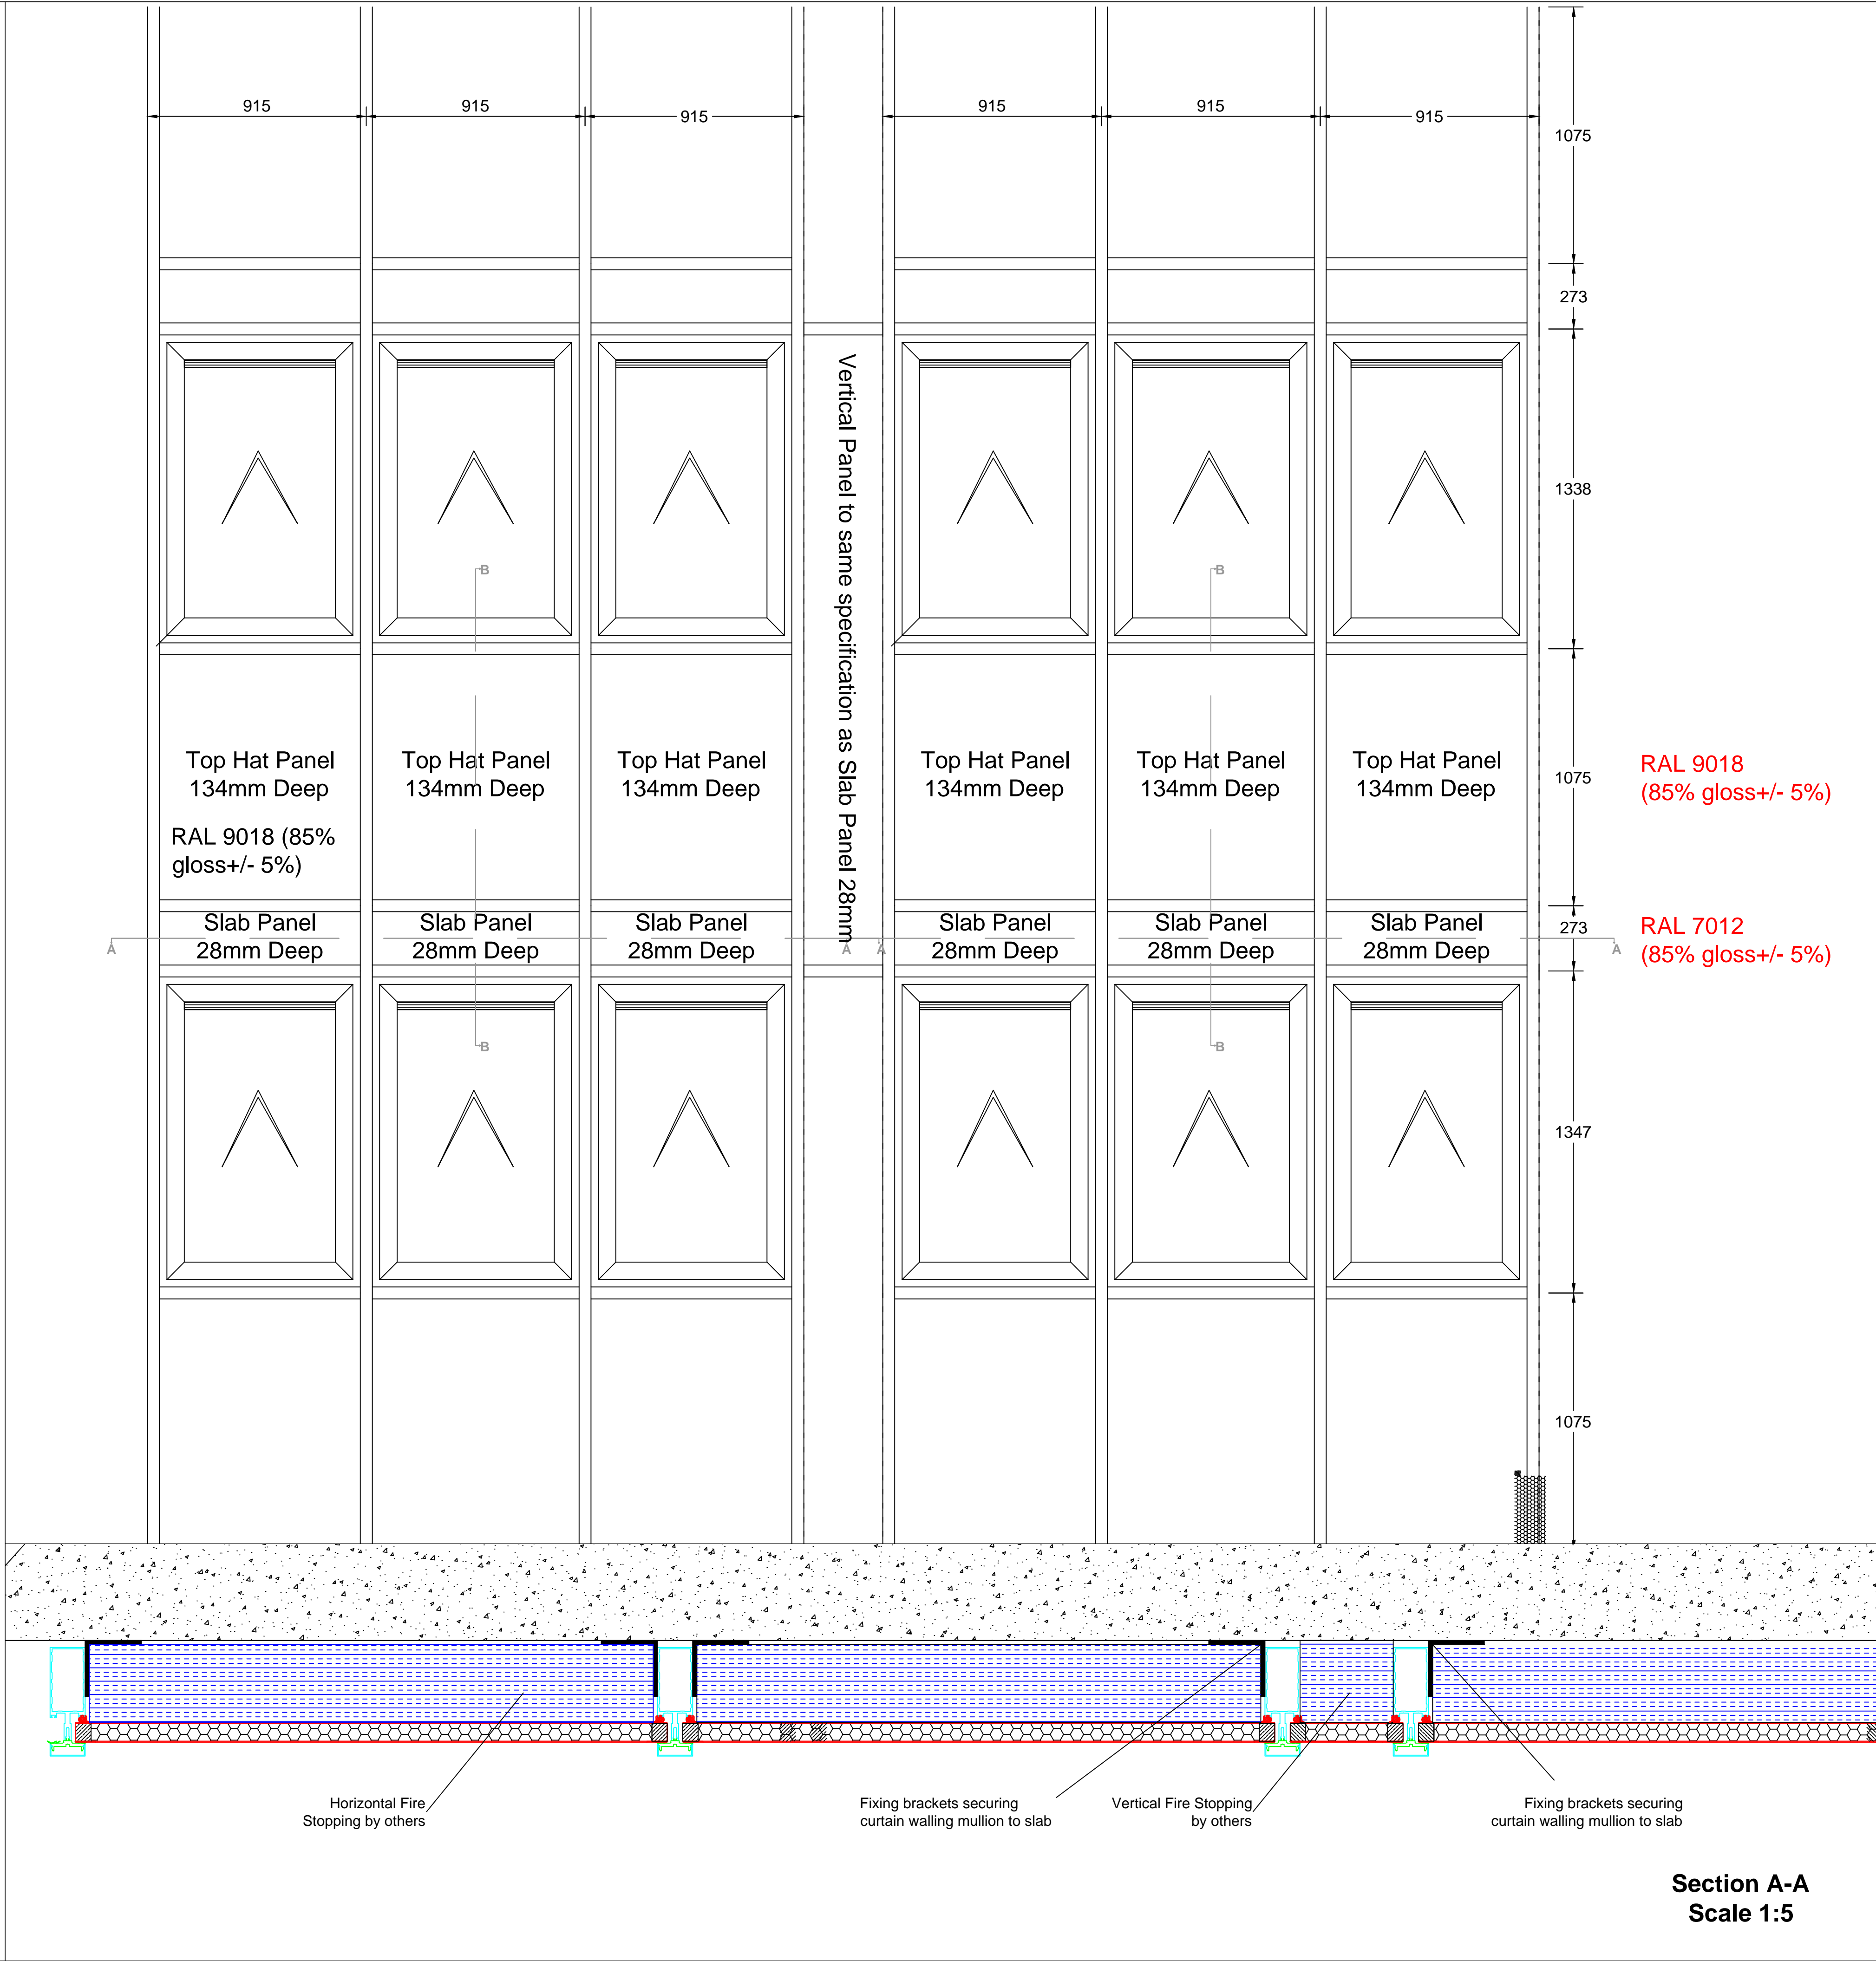 915
915
915
915
915
915
1075
273
1338
B
B
Vertical Panel to same specification as Slab Panel 28mm
Top Hat Panel
134mm Deep
Top Hat Panel
134mm Deep
Top Hat Panel
134mm Deep
Top Hat Panel
134mm Deep
Top Hat Panel
134mm Deep
Top Hat Panel
134mm Deep
1075
RAL 9018
(85% gloss+/- 5%)
RAL 9018 (85%
gloss+/- 5%)
Slab Panel
28mm Deep
Slab Panel
28mm Deep
Slab Panel
28mm Deep
Slab Panel
28mm Deep
Slab Panel
28mm Deep
Slab Panel
28mm Deep
273
RAL 7012
(85% gloss+/- 5%)
A
A
A
A
B
B
1347
1075
Horizontal Fire
Stopping by others
Fixing brackets securing
curtain walling mullion to slab
Vertical Fire Stopping
by others
Fixing brackets securing
curtain walling mullion to slab
Section A-A
Scale 1:5